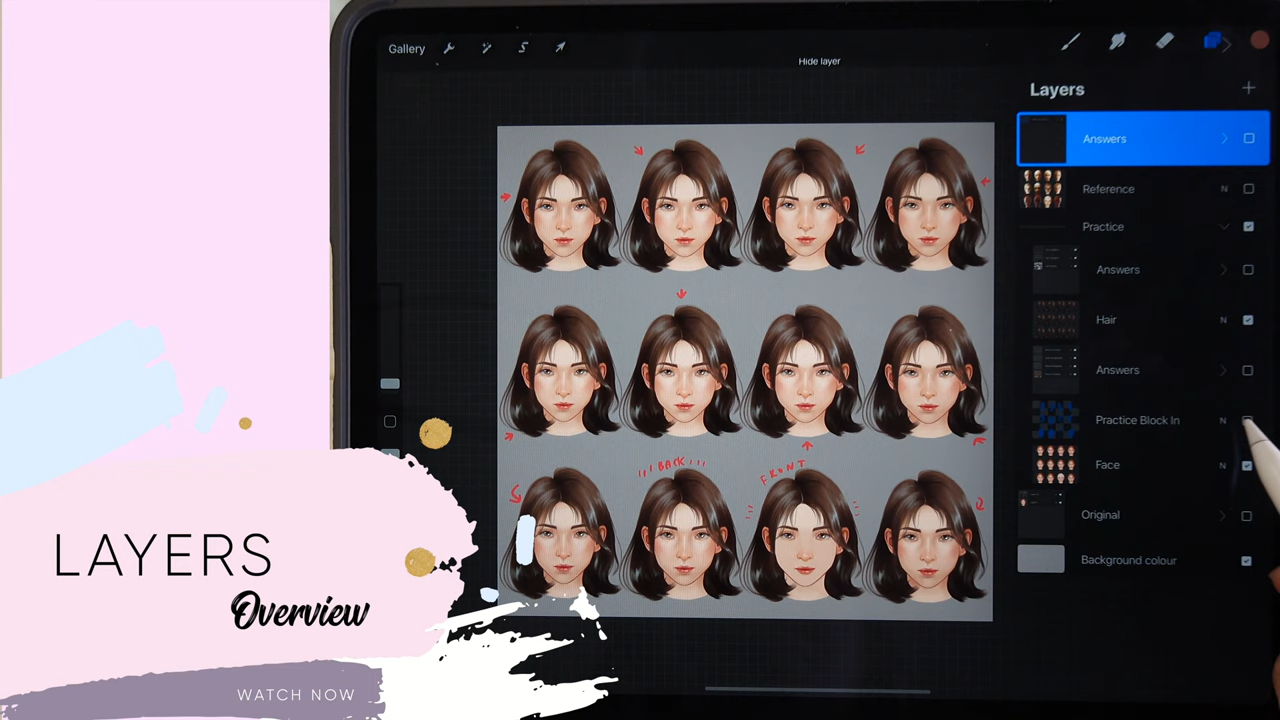 Gallery
Hide layer
Layers
Answers
Reference N
Practice
Answers
Hair N
Answers
Practice Block In N
Face N
Original
Background colour
BACK
FRONT
LAYERS
Overview
WATCH NOW